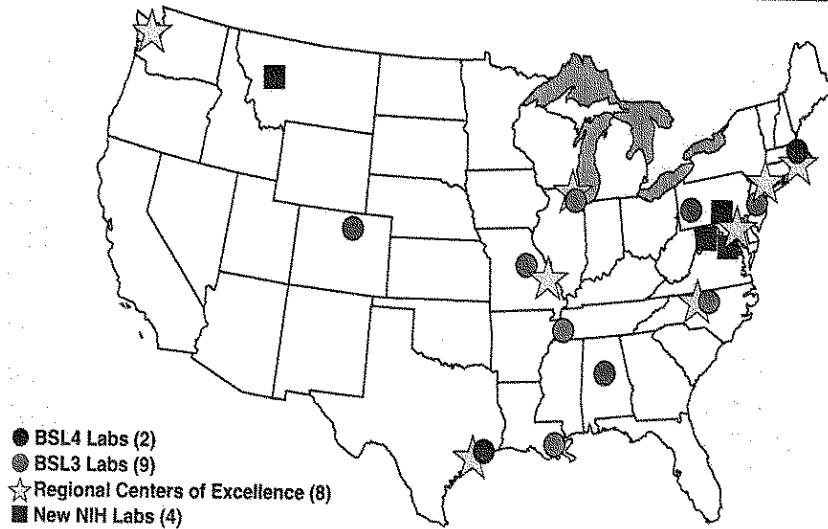 BSL4 Labs (2)
BSL3 Labs (9)
Regional Centers of Excellence (8)
New NIH Labs (4)